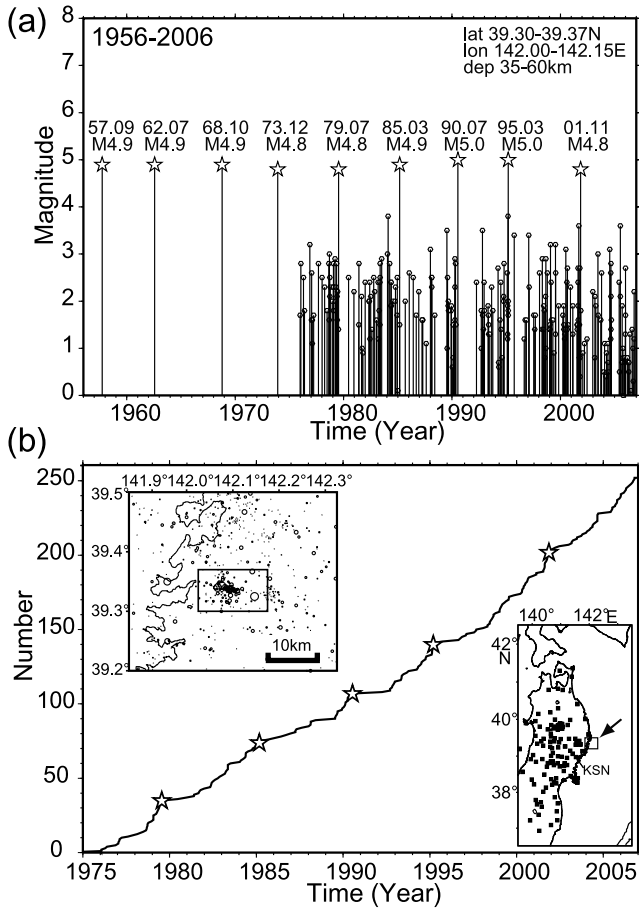 (a)
1956-2006
lat 39.30-39.37N
lon 142.00-142.15E
dep 35-60km
57.09 62.07 68.10 73.12 79.07 85.03 90.07 95.03 01.11
M4.9 M4.9 M4.9 M4.8 M4.8 M4.9 M5.0 M5.0 M4.8
Magnitude
8
7
6
5
4
3
2
1
0
1960 1970 1980 1990 2000
Time (Year)
(b)
Number
250
200
150
100
50
0
141.9° 142.0° 142.1° 142.2° 142.3°
39.5°
39.4°
39.3°
39.2°
10km
140° 142°E
42°
N
40°
38°
KSN
1975 1980 1985 1990 1995 2000 2005
Time (Year)